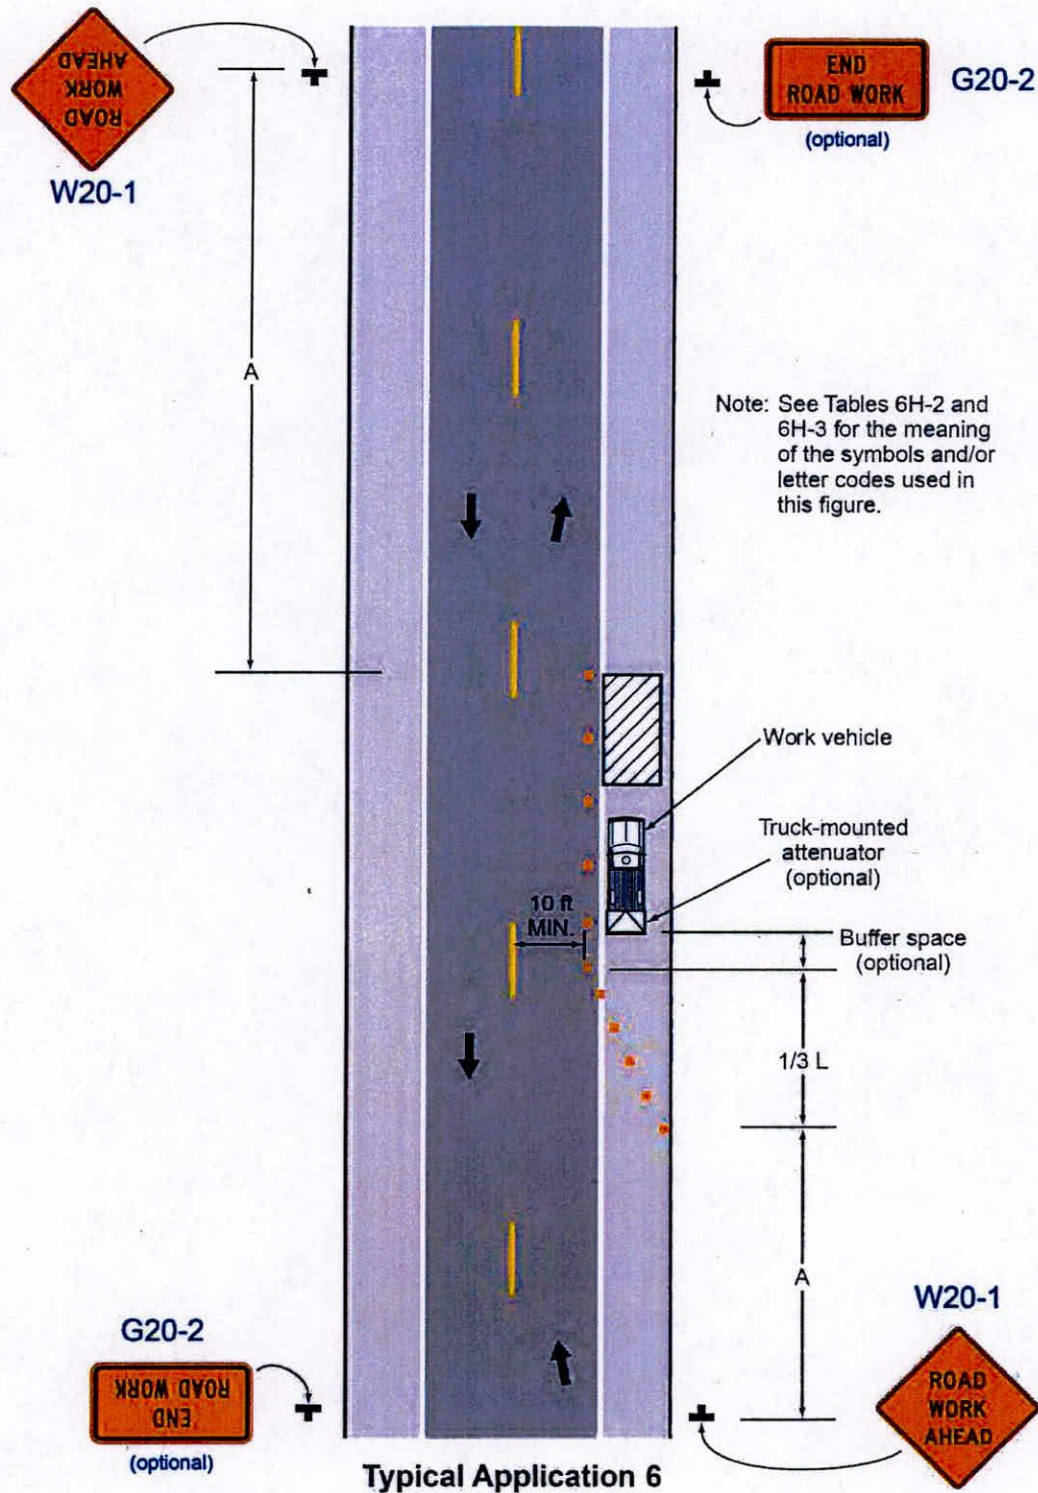 ROAD
WORK
AHEAD
W20-1
END
ROAD WORK
(optional)
G20-2
A
Note: See Tables 6H-2 and
6H-3 for the meaning
of the symbols and/or
letter codes used in
this figure.
Work vehicle
Truck-mounted
attenuator
(optional)
10 ft
MIN.
Buffer space
(optional)
1/3 L
A
G20-2
END
ROAD WORK
(optional)
W20-1
ROAD
WORK
AHEAD
Typical Application 6